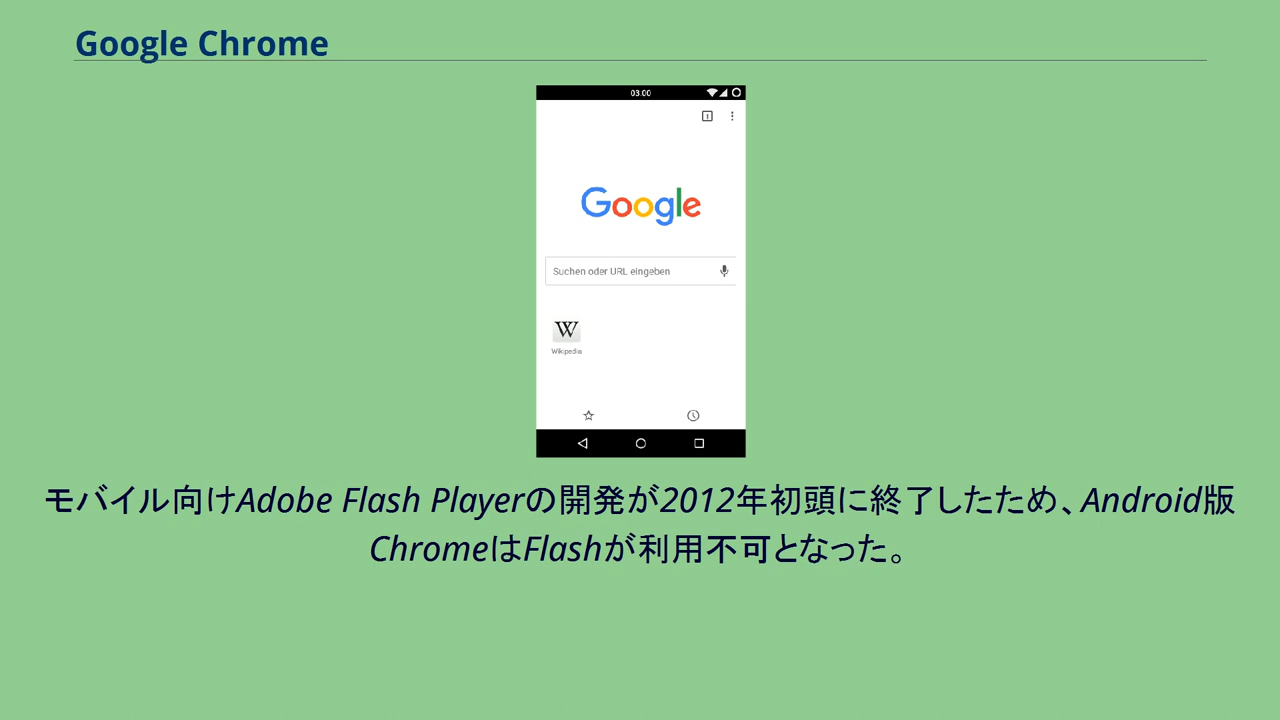 Google Chrome
03:00
1
Google
Suchen oder URL eingeben
W
Wikipedia
モバイル向けAdobe Flash Playerの開発が2012年初頭に終了したため、Android版
ChromeはFlashが利用不可となった。